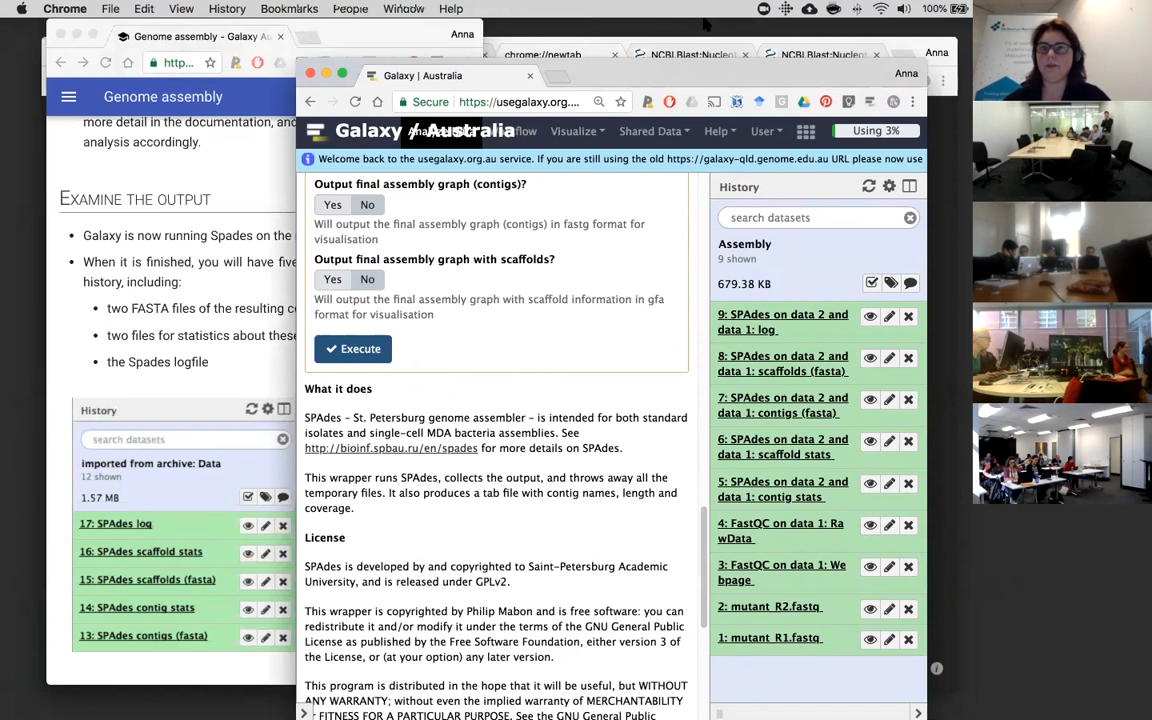 Chrome File Edit View History Bookmarks People Window Help 100%
Genome assembly - Galaxy Au
Anna
http...
Genome assembly
more detail in the documentation, and
analysis accordingly.
EXAMINE THE OUTPUT
Galaxy is now running Spades on the
When it is finished, you will have five
history, including:
two FASTA files of the resulting co
two files for statistics about these
the Spades logfile
History
search datasets
imported from archive: Data
12 shown
1.57 MB
17: SPAdes log
16: SPAdes scaffold stats
15: SPAdes scaffolds (fasta)
14: SPAdes contig stats
13: SPAdes contigs (fasta)
chrome://newtab
NCBI Blast:Nucleot
NCBI Blast:Nucleot
Anna
Galaxy | Australia
Anna
Secure https://usegalaxy.org....
Galaxy / Australia
Visualize Shared Data Help User Using 3%
Welcome back to the usegalaxy.org.au service. If you are still using the old https://galaxy-qld.genome.edu.au URL please now use
Output final assembly graph (contigs)?
Yes No
Will output the final assembly graph (contigs) in fastg format for
visualisation
Output final assembly graph with scaffolds?
Yes No
Will output the final assembly graph with scaffold information in gfa
format for visualisation
Execute
What it does
SPAdes – St. Petersburg genome assembler – is intended for both standard
isolates and single-cell MDA bacteria assemblies. See
http://bioinf.spbau.ru/en/spades for more details on SPAdes.
This wrapper runs SPAdes, collects the output, and throws away all the
temporary files. It also produces a tab file with contig names, length and
coverage.
License
SPAdes is developed by and copyrighted to Saint-Petersburg Academic
University, and is released under GPLv2.
This wrapper is copyrighted by Philip Mabon and is free software: you can
redistribute it and/or modify it under the terms of the GNU General Public
License as published by the Free Software Foundation, either version 3 of
the License, or (at your option) any later version.
This program is distributed in the hope that it will be useful, but WITHOUT
ANY WARRANTY; without even the implied warranty of MERCHANTABILITY
or FITNESS FOR A PARTICULAR PURPOSE. See the GNU General Public
History
search datasets
Assembly
9 shown
679.38 KB
9: SPAdes on data 2 and
data 1: log
8: SPAdes on data 2 and
data 1: scaffolds (fasta)
7: SPAdes on data 2 and
data 1: contigs (fasta)
6: SPAdes on data 2 and
data 1: scaffold stats
5: SPAdes on data 2 and
data 1: contig stats
4: FastQC on data 1: Ra
wData
3: FastQC on data 1: We
bpage
2: mutant_R2.fastq
1: mutant_R1.fastq